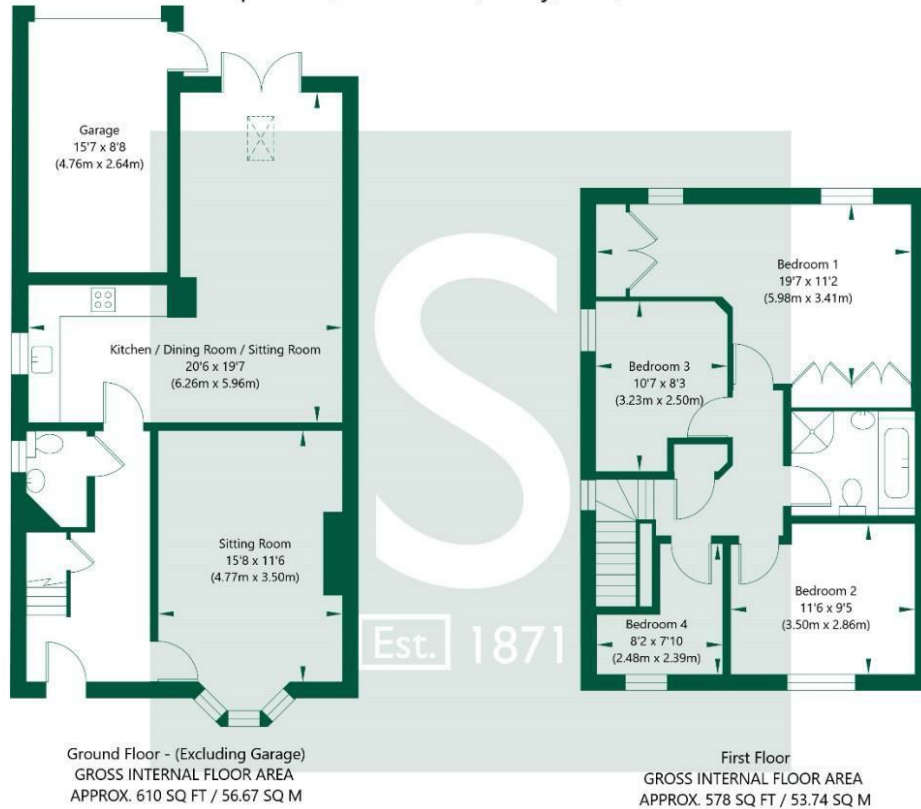 Garage
15'7 x 8'8
(4.76m x 2.64m)
Kitchen / Dining Room / Sitting Room
20'6 x 19'7
(6.26m x 5.96m)
Sitting Room
15'8 x 11'6
(4.77m x 3.50m)
Bedroom 1
19'7 x 11'2
(5.98m x 3.41m)
Bedroom 3
10'7 x 8'3
(3.23m x 2.50m)
Bedroom 2
11'6 x 9'5
(3.50m x 2.86m)
Bedroom 4
8'2 x 7'10
(2.48m x 2.39m)
S
Est. 1871
Ground Floor - (Excluding Garage)
GROSS INTERNAL FLOOR AREA
APPROX. 610 SQ FT / 56.67 SQ M
First Floor
GROSS INTERNAL FLOOR AREA
APPROX. 578 SQ FT / 53.74 SQ M